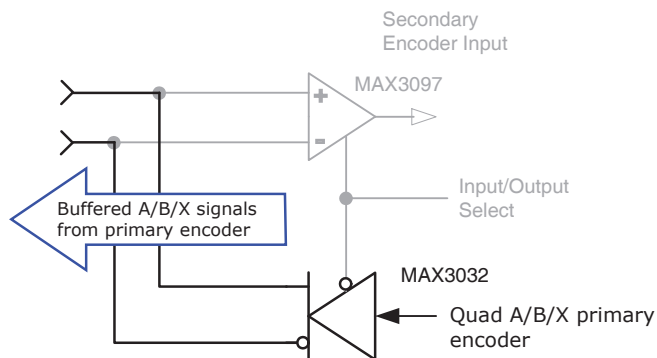 Secondary
Encoder Input
MAX3097
+
-
Buffered A/B/X signals
from primary encoder
Input/Output
Select
MAX3032
Quad A/B/X primary
encoder